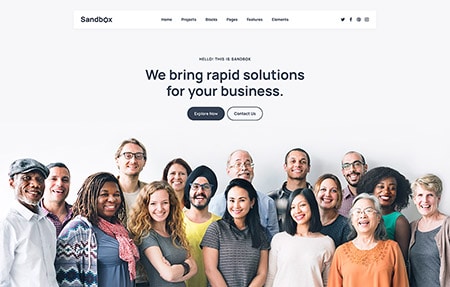 Sandbox
Home Projects Blocks Pages Features Elements
HELLO! THIS IS SANDBOX
We bring rapid solutions
for your business.
Explore Now Contact Us